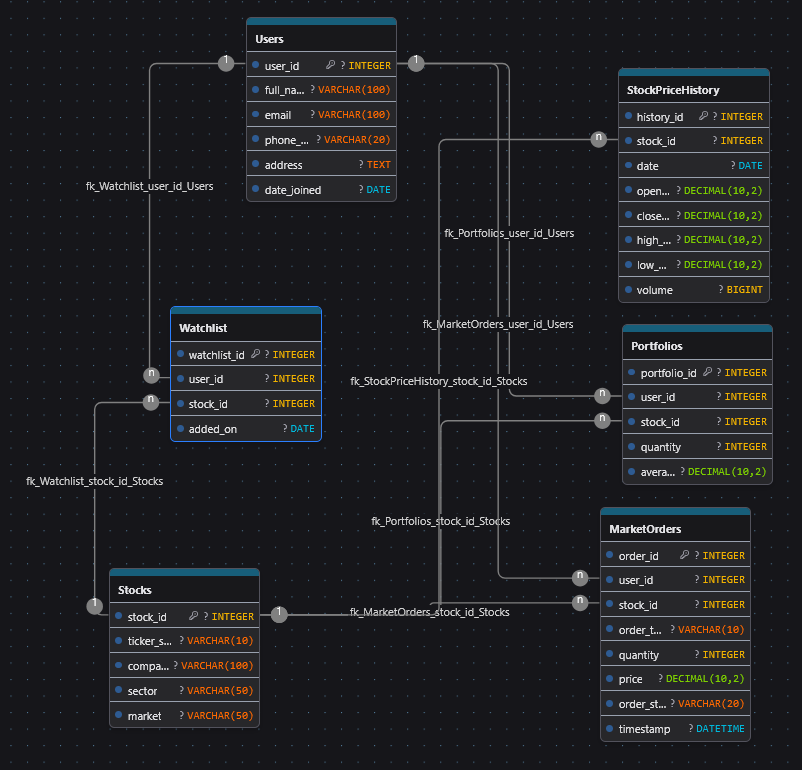 Users
user_id ? INTEGER
full_na... ? VARCHAR(100)
email ? VARCHAR(100)
phone_... ? VARCHAR(20)
address ? TEXT
date_joined ? DATE
1
1
StockPriceHistory
history_id ? INTEGER
stock_id ? INTEGER
date ? DATE
open... ? DECIMAL(10,2)
close... ? DECIMAL(10,2)
high_... ? DECIMAL(10,2)
low_... ? DECIMAL(10,2)
volume ? BIGINT
n
fk_Watchlist_user_id_Users
fk_Portfolios_user_id_Users
fk_MarketOrders_user_id_Users
fk_StockPriceHistory_stock_id_Stocks
Watchlist
watchlist_id ? INTEGER
user_id ? INTEGER
stock_id ? INTEGER
added_on ? DATE
n
n
Portfolios
portfolio_id ? INTEGER
user_id ? INTEGER
stock_id ? INTEGER
quantity ? INTEGER
avera... ? DECIMAL(10,2)
n
n
fk_Watchlist_stock_id_Stocks
fk_Portfolios_stock_id_Stocks
MarketOrders
order_id ? INTEGER
user_id ? INTEGER
stock_id ? INTEGER
order_t... ? VARCHAR(10)
quantity ? INTEGER
price ? DECIMAL(10,2)
order_st... ? VARCHAR(20)
timestamp ? DATETIME
n
n
Stocks
stock_id ? INTEGER
ticker_s... ? VARCHAR(10)
compa... ? VARCHAR(100)
sector ? VARCHAR(50)
market ? VARCHAR(50)
1
1
fk_MarketOrders_stock_id_Stocks